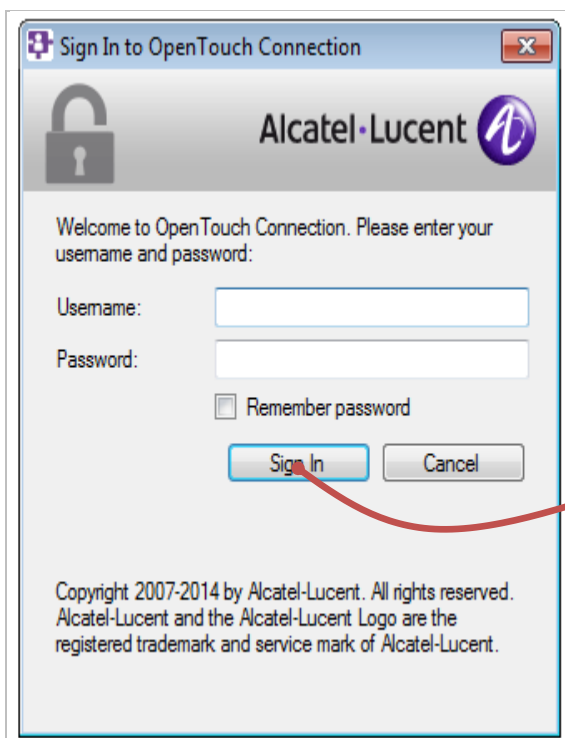 Sign In to OpenTouch Connection
Alcatel·Lucent
Welcome to OpenTouch Connection. Please enter your
username and password:
Username:
Password:
Remember password
Sign In
Cancel
Copyright 2007-2014 by Alcatel-Lucent. All rights reserved.
Alcatel-Lucent and the Alcatel-Lucent Logo are the
registered trademark and service mark of Alcatel-Lucent.